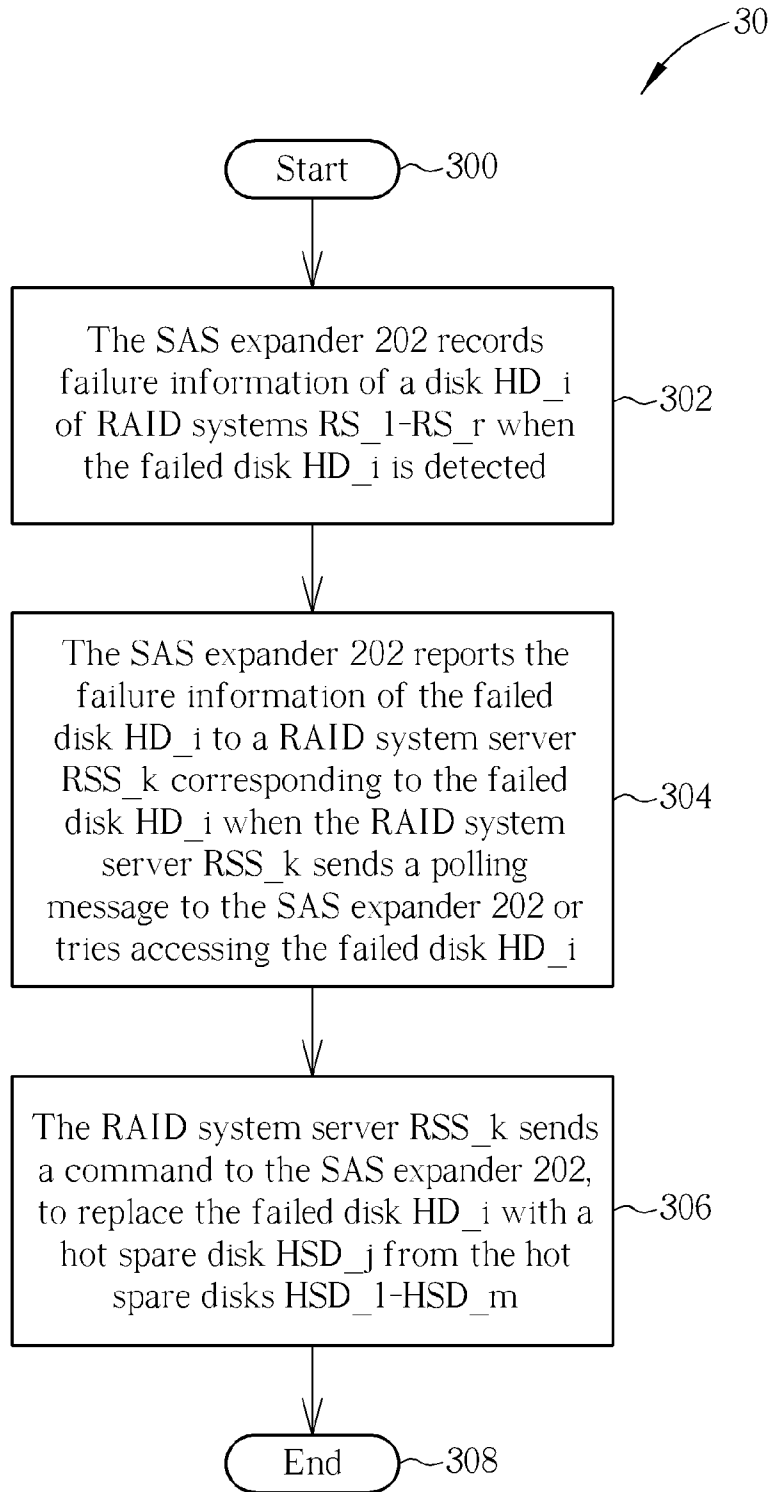 30
Start
300
The SAS expander 202 records
failure information of a disk HD_i
of RAID systems RS_1-RS_r when
the failed disk HD_i is detected
302
The SAS expander 202 reports the
failure information of the failed
disk HD_i to a RAID system server
RSS_k corresponding to the failed
disk HD_i when the RAID system
server RSS_k sends a polling
message to the SAS expander 202 or
tries accessing the failed disk HD_i
304
The RAID system server RSS_k sends
a command to the SAS expander 202,
to replace the failed disk HD_i with a
hot spare disk HSD_j from the hot
spare disks HSD_1-HSD_m
306
End
308